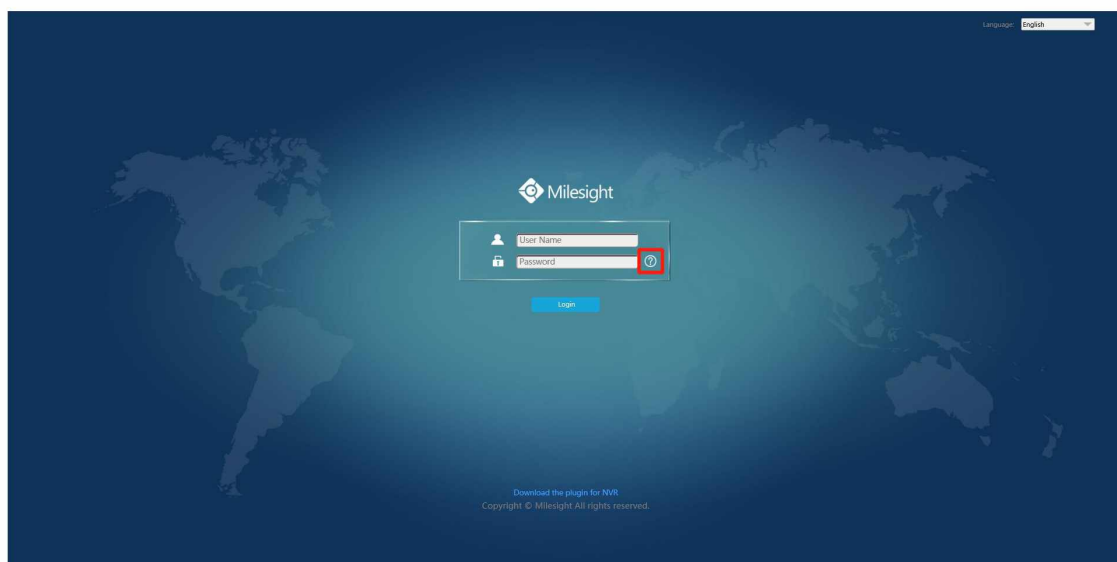 Language: English
Milesight
User Name
Password
Login
Download the plugin for NVR
Copyright © Milesight All rights reserved.